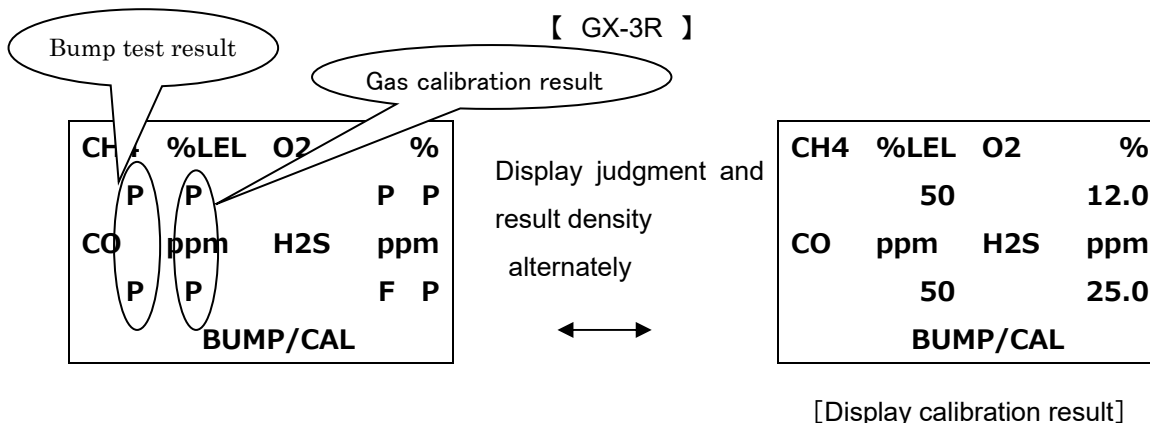 【 GX-3R 】
Bump test result
Gas calibration result
CH4 %LEL O2 %
P P P P
CO ppm H2S ppm
P P F P
BUMP/CAL
Display judgment and
result density
alternately
CH4 %LEL O2 %
50 12.0
CO ppm H2S ppm
50 25.0
BUMP/CAL
[Display calibration result]